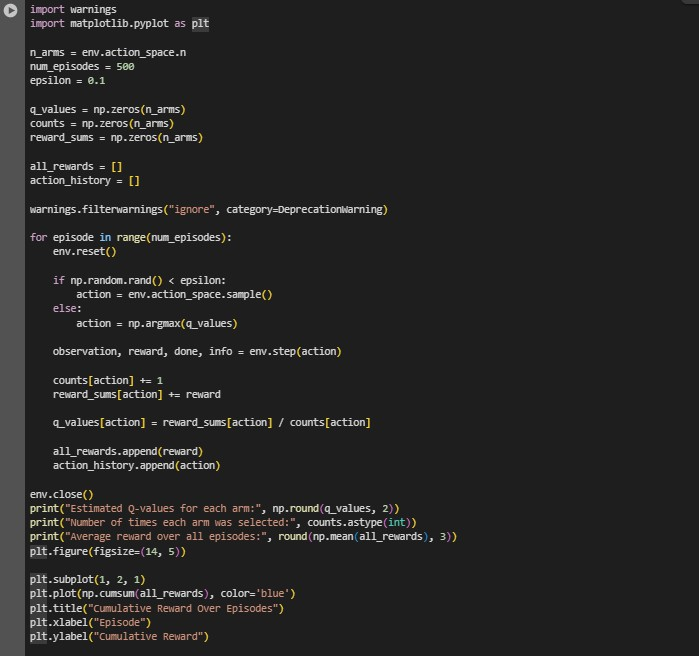 import warnings
import matplotlib.pyplot as plt
n_arms = env.action_space.n
num_episodes = 500
epsilon = 0.1
q_values = np.zeros(n_arms)
counts = np.zeros(n_arms)
reward_sums = np.zeros(n_arms)
all_rewards = []
action_history = []
warnings.filterwarnings("ignore", category=DeprecationWarning)
for episode in range(num_episodes):
    env.reset()
    if np.random.rand() < epsilon:
        action = env.action_space.sample()
    else:
        action = np.argmax(q_values)
    observation, reward, done, info = env.step(action)
    counts[action] += 1
    reward_sums[action] += reward
    q_values[action] = reward_sums[action] / counts[action]
    all_rewards.append(reward)
    action_history.append(action)
env.close()
print("Estimated Q-values for each arm:", np.round(q_values, 2))
print("Number of times each arm was selected:", counts.astype(int))
print("Average reward over all episodes:", round(np.mean(all_rewards), 3))
plt.figure(figsize=(14, 5))
plt.subplot(1, 2, 1)
plt.plot(np.cumsum(all_rewards), color='blue')
plt.title("Cumulative Reward Over Episodes")
plt.xlabel("Episode")
plt.ylabel("Cumulative Reward")